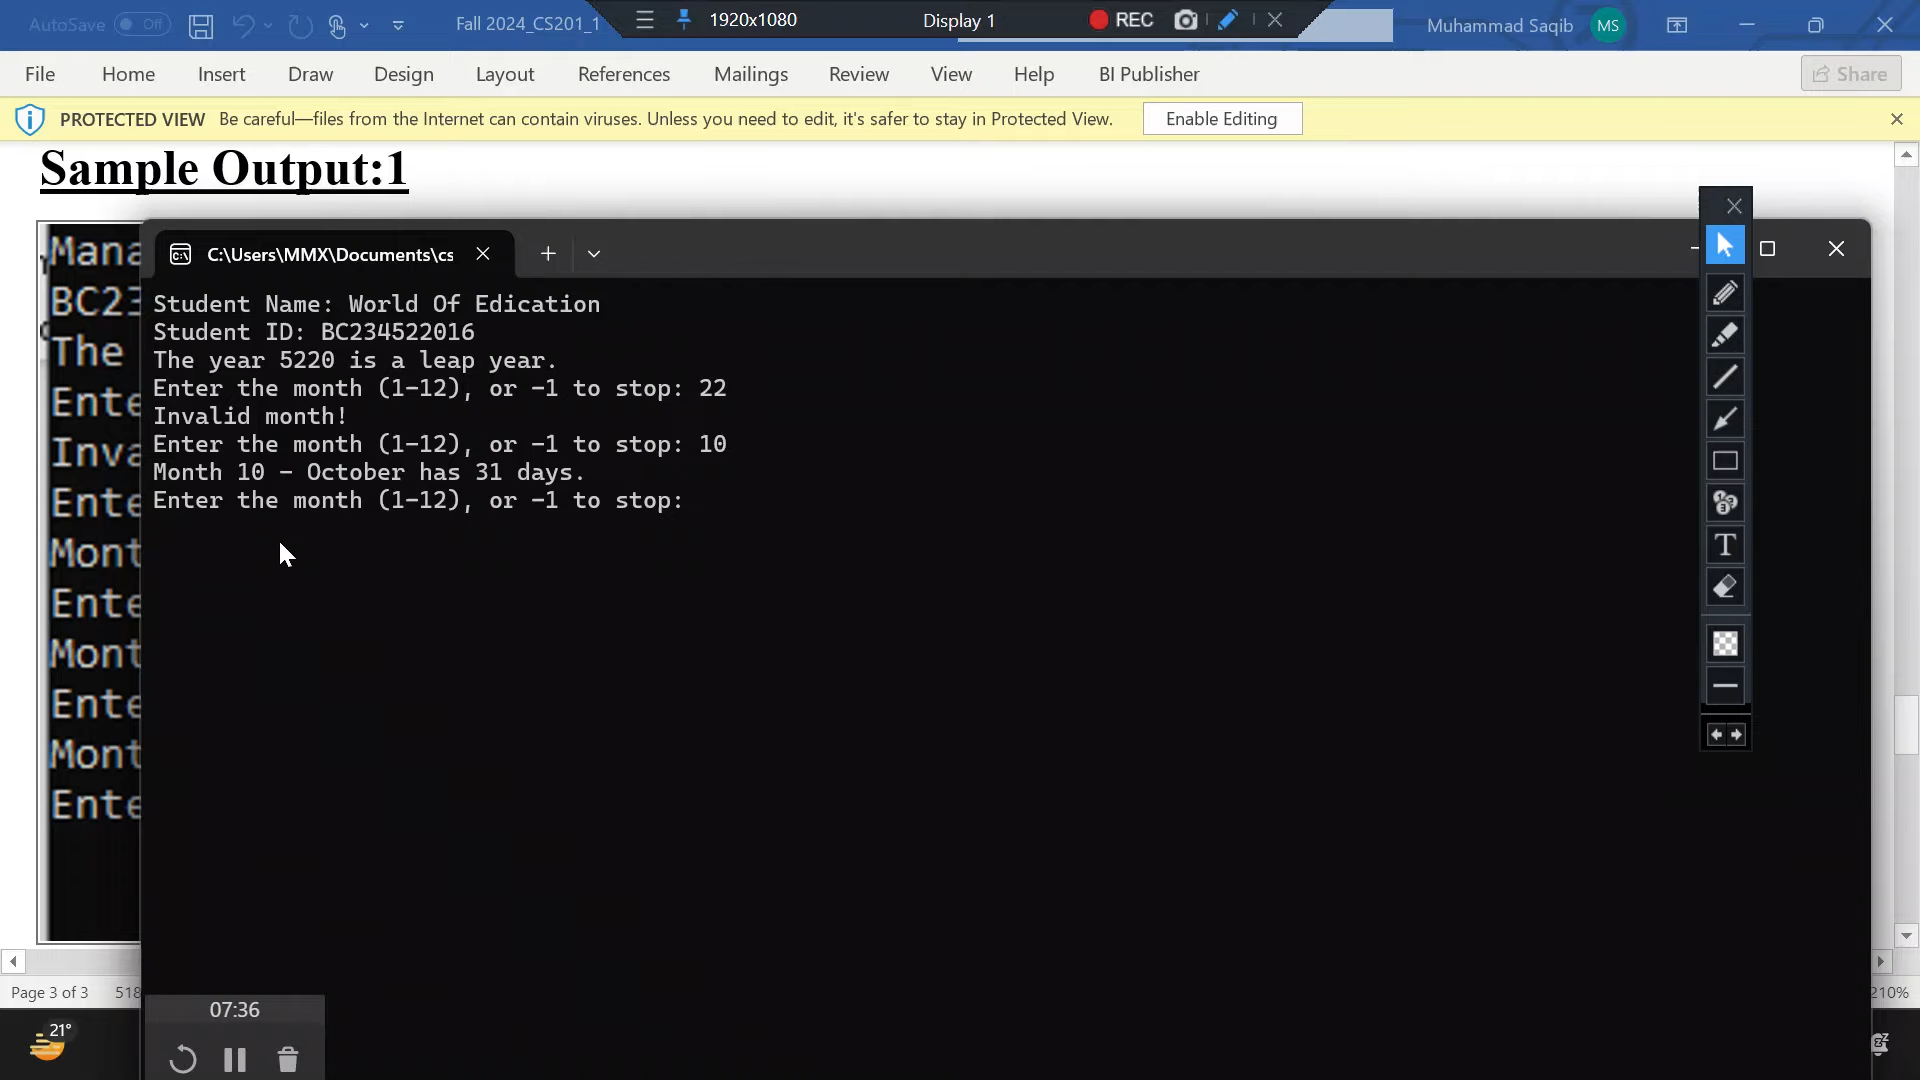 AutoSave Off
Fall 2024_CS201_1
1920x1080
Display 1
REC
Muhammad Saqib MS
File Home Insert Draw Design Layout References Mailings Review View Help BI Publisher
Share
PROTECTED VIEW Be careful—files from the Internet can contain viruses. Unless you need to edit, it's safer to stay in Protected View.
Enable Editing
Sample Output:1
C:\Users\MMX\Documents\cs
Mana
BC23
The
Ente
Inva
Ente
Mont
Ente
Mont
Ente
Mont
Ente
Student Name: World Of Edication
Student ID: BC234522016
The year 5220 is a leap year.
Enter the month (1-12), or -1 to stop: 22
Invalid month!
Enter the month (1-12), or -1 to stop: 10
Month 10 - October has 31 days.
Enter the month (1-12), or -1 to stop:
T
Page 3 of 3
518
210%
07:36
21°